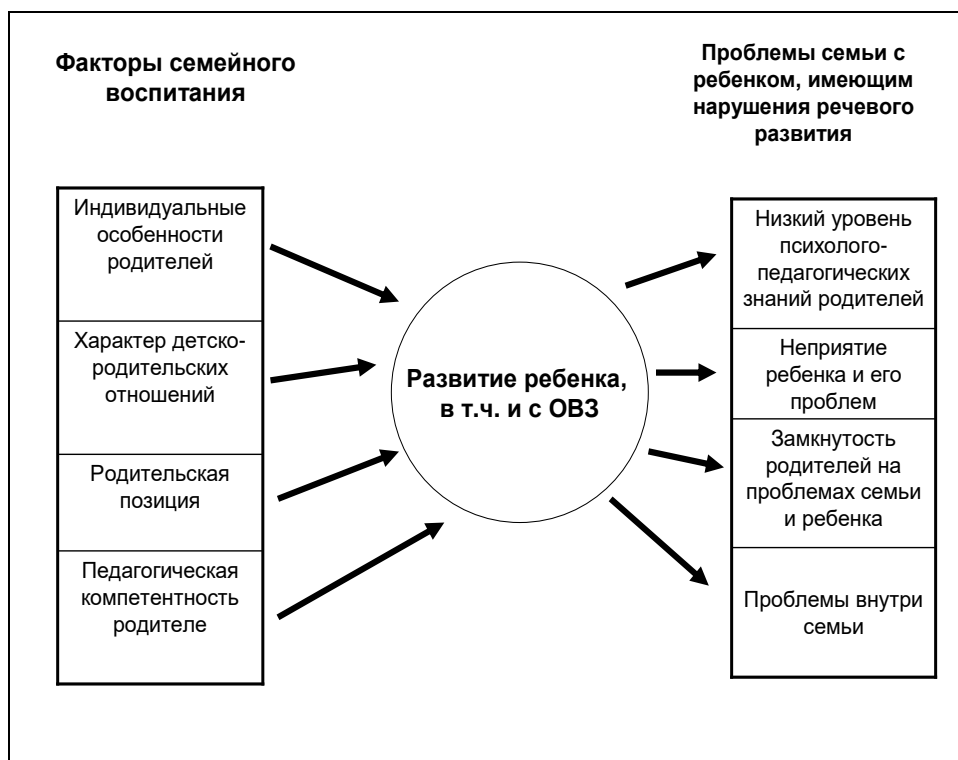 Факторы семейного
воспитания
Проблемы семьи с
ребенком, имеющим
нарушения речевого
развития
Индивидуальные
особенности
родителей
Характер детско-
родительских
отношений
Родительская
позиция
Педагогическая
компетентность
родителе
Развитие ребенка,
в т.ч. и с ОВЗ
Низкий уровень
психолого-
педагогических
знаний родителей
Неприятие
ребенка и его
проблем
Замкнутость
родителей на
проблемах семьи
и ребенка
Проблемы внутри
семьи